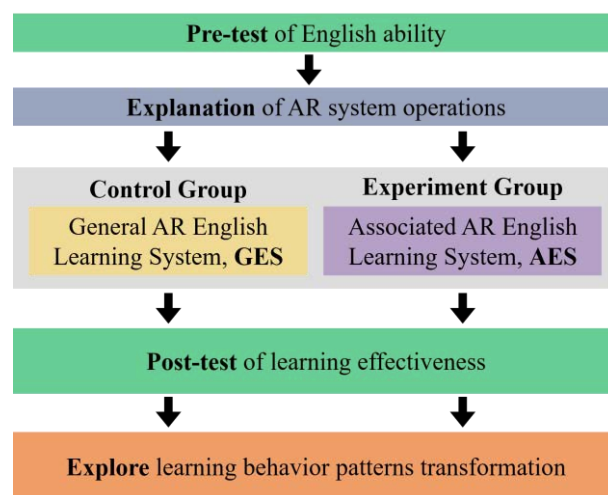 Pre-test of English ability
Explanation of AR system operations
Control Group
General AR English
Learning System, GES
Experiment Group
Associated AR English
Learning System, AES
Post-test of learning effectiveness
Explore learning behavior patterns transformation